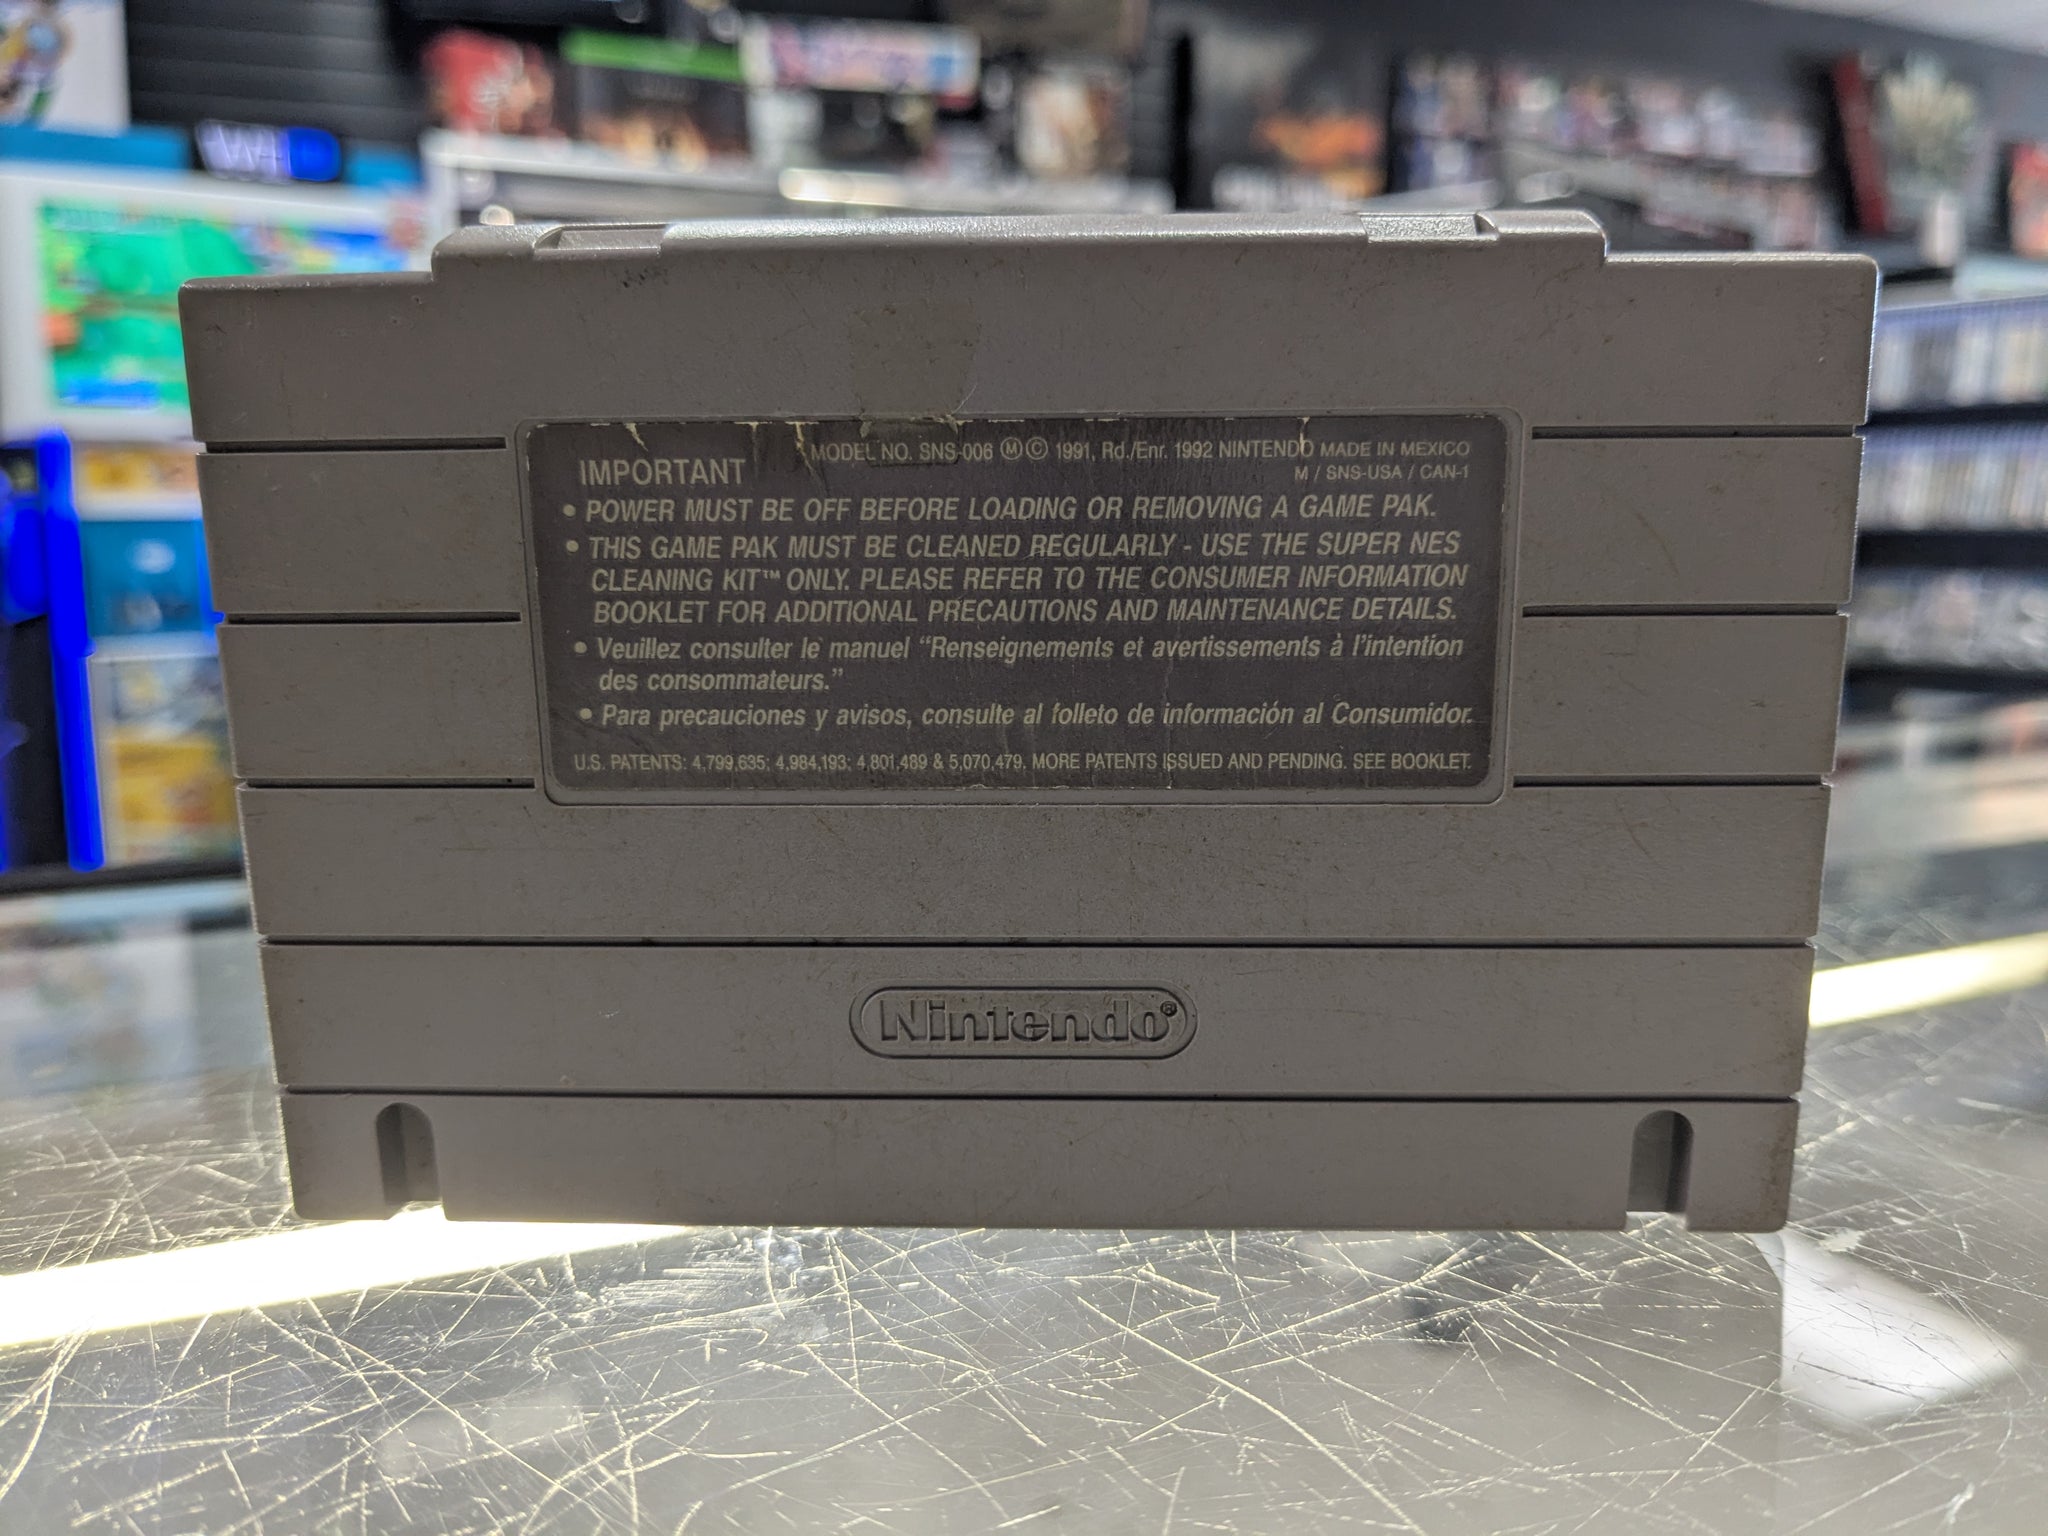 MODEL NO. SNS-006 Ⓜ© 1991, Rd./Enr. 1992 NINTENDO MADE IN MEXICO
IMPORTANT
M / SNS-USA / CAN-1
• POWER MUST BE OFF BEFORE LOADING OR REMOVING A GAME PAK.
• THIS GAME PAK MUST BE CLEANED REGULARLY - USE THE SUPER NES
CLEANING KIT™ ONLY. PLEASE REFER TO THE CONSUMER INFORMATION
BOOKLET FOR ADDITIONAL PRECAUTIONS AND MAINTENANCE DETAILS.
• Veuillez consulter le manuel “Renseignements et avertissements à l’intention
des consommateurs.”
• Para precauciones y avisos, consulte al folleto de información al Consumidor.
U.S. PATENTS: 4,799,635; 4,984,193; 4,801,489 & 5,070,479, MORE PATENTS ISSUED AND PENDING. SEE BOOKLET.
Nintendo®